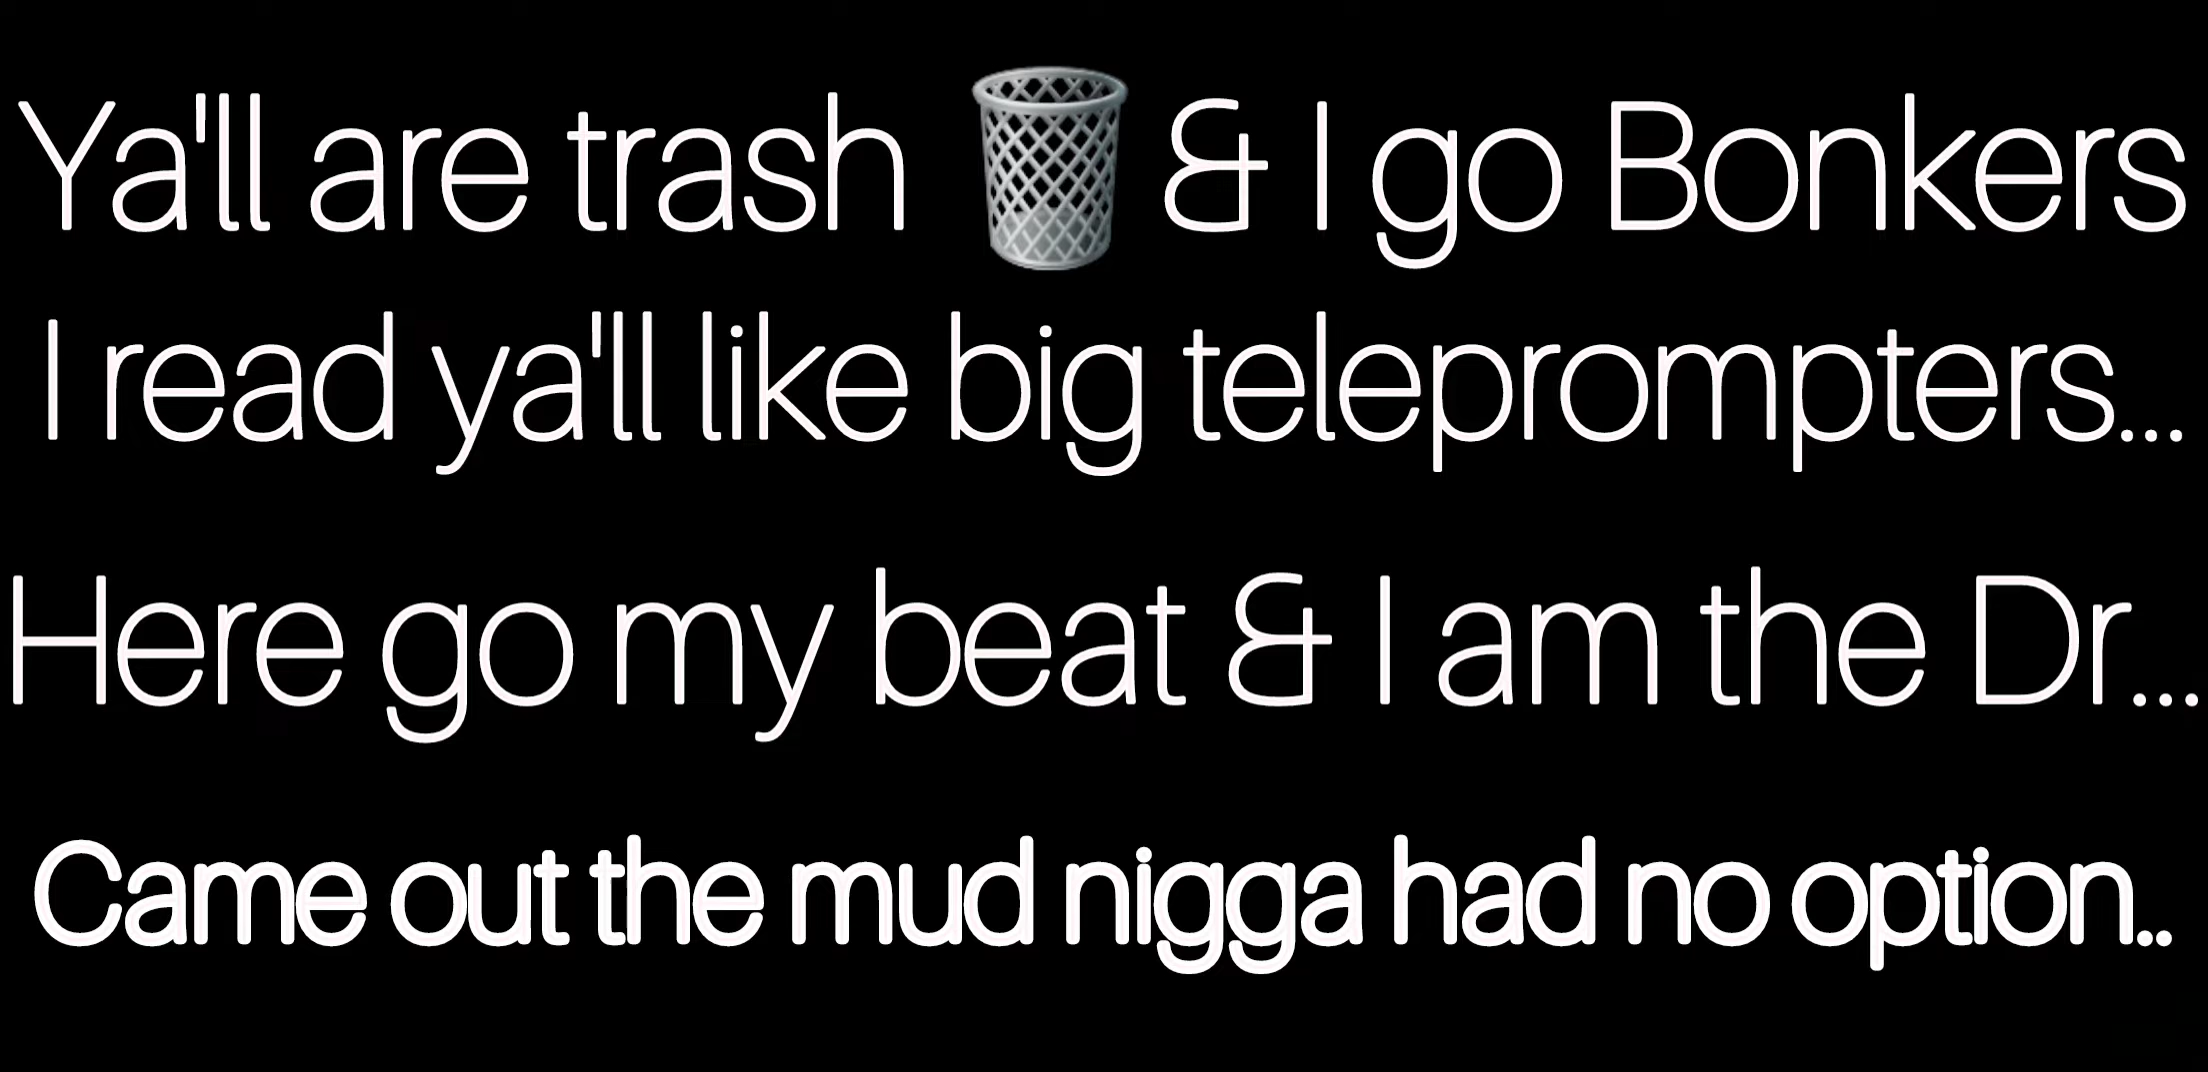 Ya'll are trash 🗑️ & I go Bonkers
I read ya'll like big teleprompters...
Here go my beat & I am the Dr...
Came out the mud nigga had no option..